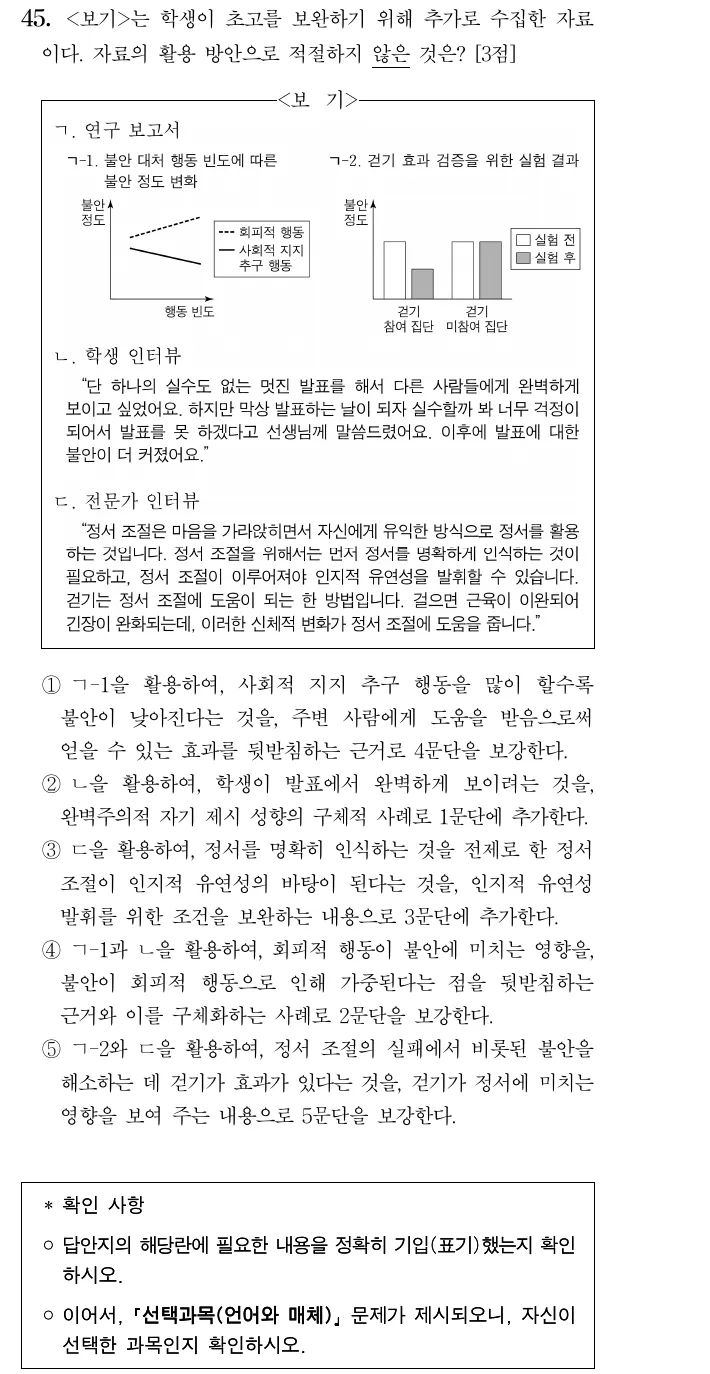 45. <보기>는 학생이 초고를 보완하기 위해 추가로 수집한 자료
이다. 자료의 활용 방안으로 적절하지 않은 것은? [3점]
<보 기>
ㄱ. 연구 보고서
ㄱ-1. 불안 대처 행동 빈도에 따른
불안 정도 변화
불안
정도
회피적 행동
사회적 지지
추구 행동
행동 빈도
ㄱ-2. 걷기 효과 검증을 위한 실험 결과
불안
정도
실험 전
실험 후
걷기
참여 집단
걷기
미참여 집단
ㄴ. 학생 인터뷰
“단 하나의 실수도 없는 멋진 발표를 해서 다른 사람들에게 완벽하게
보이고 싶었어요. 하지만 막상 발표하는 날이 되자 실수할까 봐 너무 걱정이
되어서 발표를 못 하겠다고 선생님께 말씀드렸어요. 이후에 발표에 대한
불안이 더 커졌어요.”
ㄷ. 전문가 인터뷰
“정서 조절은 마음을 가라앉히면서 자신에게 유익한 방식으로 정서를 활용
하는 것입니다. 정서 조절을 위해서는 먼저 정서를 명확하게 인식하는 것이
필요하고, 정서 조절이 이루어져야 인지적 유연성을 발휘할 수 있습니다.
걷기는 정서 조절에 도움이 되는 한 방법입니다. 걸으면 근육이 이완되어
긴장이 완화되는데, 이러한 신체적 변화가 정서 조절에 도움을 줍니다.”
① ㄱ-1을 활용하여, 사회적 지지 추구 행동을 많이 할수록
불안이 낮아진다는 것을, 주변 사람에게 도움을 받음으로써
얻을 수 있는 효과를 뒷받침하는 근거로 4문단을 보강한다.
② ㄴ을 활용하여, 학생이 발표에서 완벽하게 보이려는 것을,
완벽주의적 자기 제시 성향의 구체적 사례로 1문단에 추가한다.
③ ㄷ을 활용하여, 정서를 명확히 인식하는 것을 전제로 한 정서
조절이 인지적 유연성의 바탕이 된다는 것을, 인지적 유연성
발휘를 위한 조건을 보완하는 내용으로 3문단에 추가한다.
④ ㄱ-1과 ㄴ을 활용하여, 회피적 행동이 불안에 미치는 영향을,
불안이 회피적 행동으로 인해 가중된다는 점을 뒷받침하는
근거와 이를 구체화하는 사례로 2문단을 보강한다.
⑤ ㄱ-2와 ㄷ을 활용하여, 정서 조절의 실패에서 비롯된 불안을
해소하는 데 걷기가 효과가 있다는 것을, 걷기가 정서에 미치는
영향을 보여 주는 내용으로 5문단을 보강한다.
* 확인 사항
○ 답안지의 해당란에 필요한 내용을 정확히 기입(표기)했는지 확인
하시오.
○ 이어서, 「선택과목(언어와 매체)」 문제가 제시되오니, 자신이
선택한 과목인지 확인하시오.